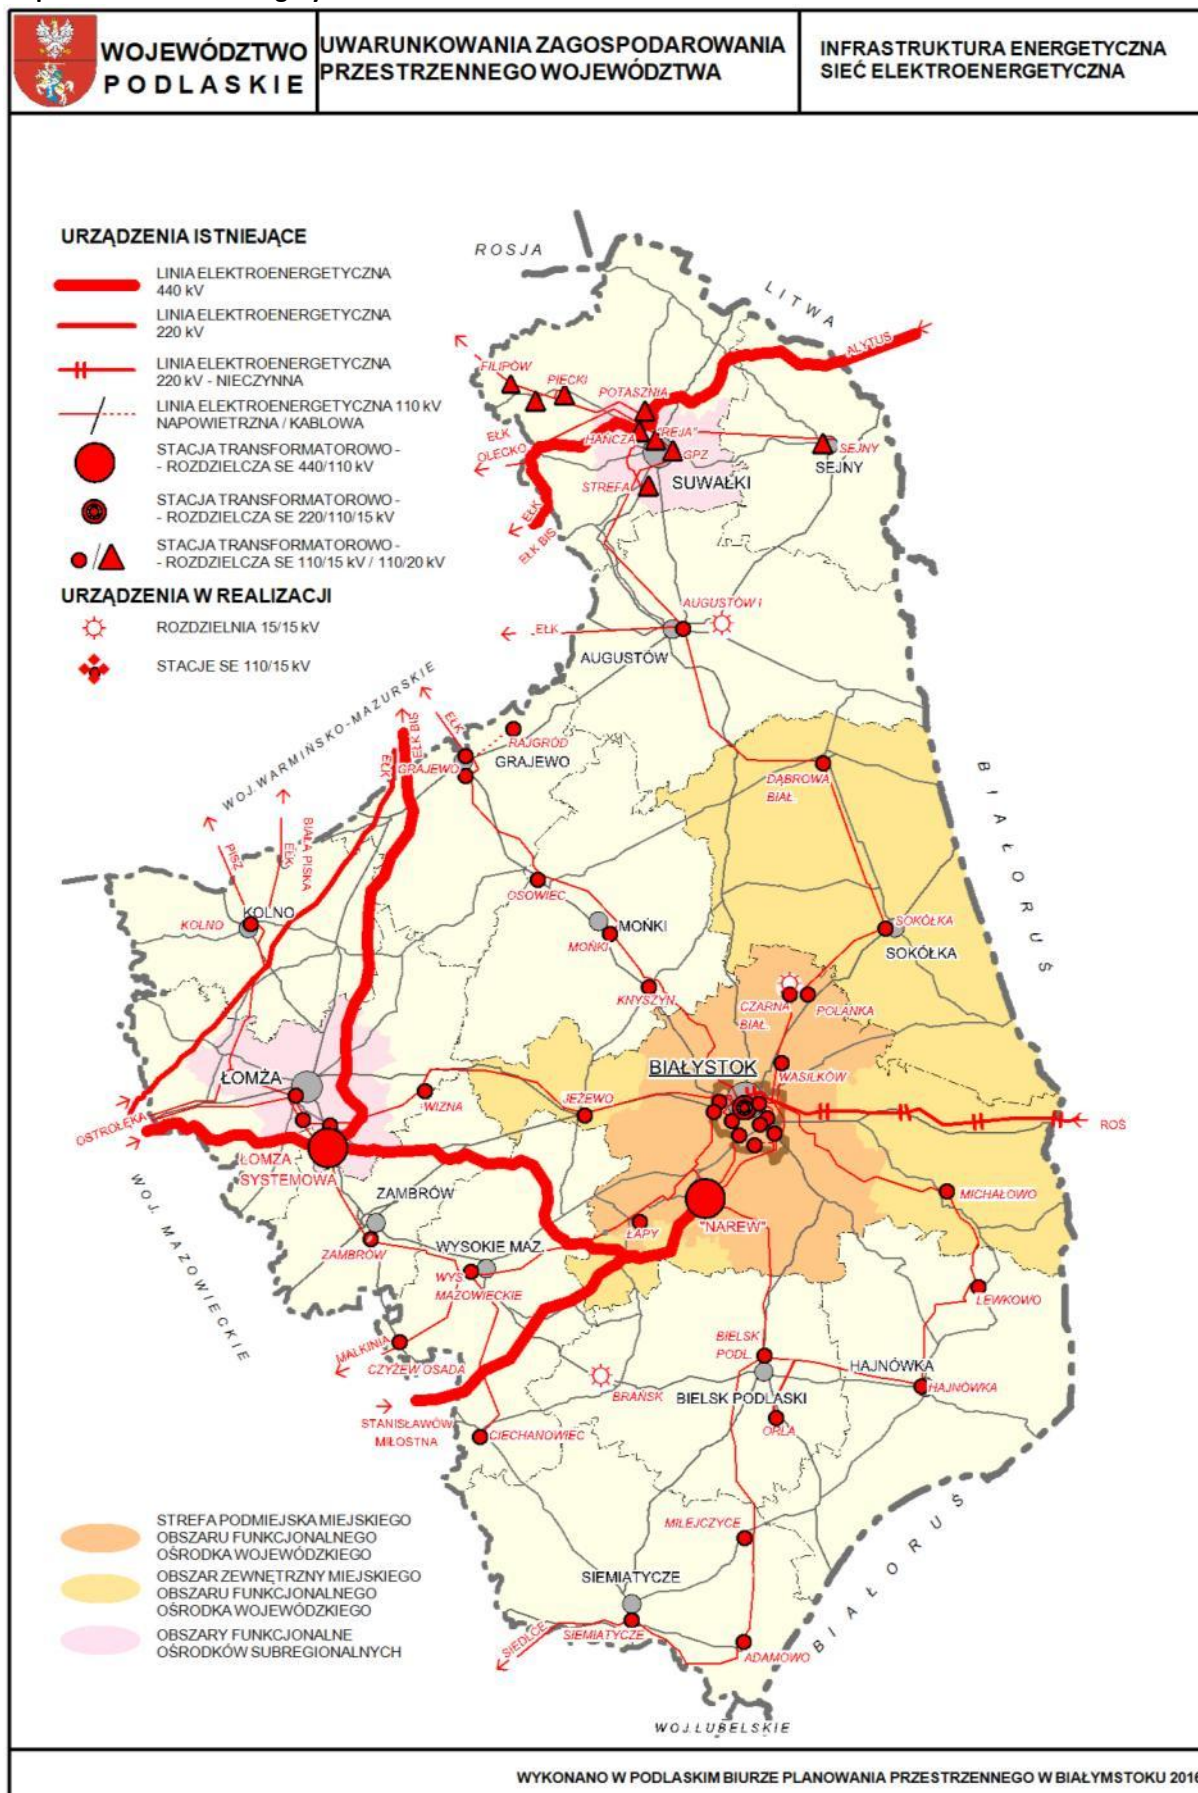 WOJEWÓDZTWO
PODLASKIE
UWARUNKOWANIA ZAGOSPODAROWANIA
PRZESTRZENNEGO WOJEWÓDZTWA
INFRASTRUKTURA ENERGETYCZNA
SIEĆ ELEKTROENERGETYCZNA
URZĄDZENIA ISTNIEJĄCE
LINIA ELEKTROENERGETYCZNA
440 kV
LINIA ELEKTROENERGETYCZNA
220 kV
LINIA ELEKTROENERGETYCZNA
220 kV - NIECZYNNA
LINIA ELEKTROENERGETYCZNA 110 kV
NAPOWIETRZNA / KABLOWA
STACJA TRANSFORMATOROWO -
- ROZDZIELCZA SE 440/110 kV
STACJA TRANSFORMATOROWO -
- ROZDZIELCZA SE 220/110/15 kV
STACJA TRANSFORMATOROWO -
- ROZDZIELCZA SE 110/15 kV / 110/20 kV
URZĄDZENIA W REALIZACJI
ROZDZIELNIA 15/15 kV
STACJE SE 110/15 kV
ROSJA
LITWA
ALYTUS
FILIPÓW
PIECKI
POTASZNIA
EŁK
OLECKO
HAŃCZA
"REJA"
GPZ
SEJNY
SEJNY
STREFA
SUWAŁKI
EŁK
EŁK BIS
AUGUSTÓW I
EŁK
AUGUSTÓW
WOJ. WARMIŃSKO-MAZURSKIE
EŁK BIS
EŁK
EŁK
RAJGRÓD
GRAJEWO
GRAJEWO
DĄBROWA
BIAŁ.
BIAŁORUŚ
PISZ
EŁK
BIAŁA PISKA
OSOWIEC
KOLNO
KOLNO
MOŃKI
MOŃKI
SOKÓŁKA
SOKÓŁKA
KNYSZYN
CZARNA
BIAŁ.
POLANKA
BIAŁYSTOK
WASILKÓW
ŁOMŻA
WIZNA
JEŻEWO
OSTROŁĘKA
ROŚ
ŁOMŻA
SYSTEMOWA
WOJ. MAZOWIECKIE
ZAMBRÓW
ZAMBRÓW
MICHAŁOWO
"NAREW"
ŁAPY
WYSOKIE MAZ.
WYS
MAZOWIECKIE
LEWKOWO
MAŁKINIA
CZYŻEW OSADA
BIELSK
PODL.
HAJNÓWKA
HAJNÓWKA
BRAŃSK
BIELSK PODLASKI
STANISŁAWÓW
MIŁOSTNA
CIECHANOWIEC
ORLA
BIAŁORUŚ
STREFA PODMIEJSKA MIEJSKIEGO
OBSZARU FUNKCJONALNEGO
OŚRODKA WOJEWÓDZKIEGO
OBSZAR ZEWNĘTRZNY MIEJSKIEGO
OBSZARU FUNKCJONALNEGO
OŚRODKA WOJEWÓDZKIEGO
OBSZARY FUNKCJONALNE
OŚRODKÓW SUBREGIONALNYCH
MILEJCZYCE
SIEMIATYCZE
SIEMIATYCZE
SIEDLCE
ADAMOWO
WOJ.LUBELSKIE
WYKONANO W PODLASKIM BIURZE PLANOWANIA PRZESTRZENNEGO W BIAŁYMSTOKU 2016